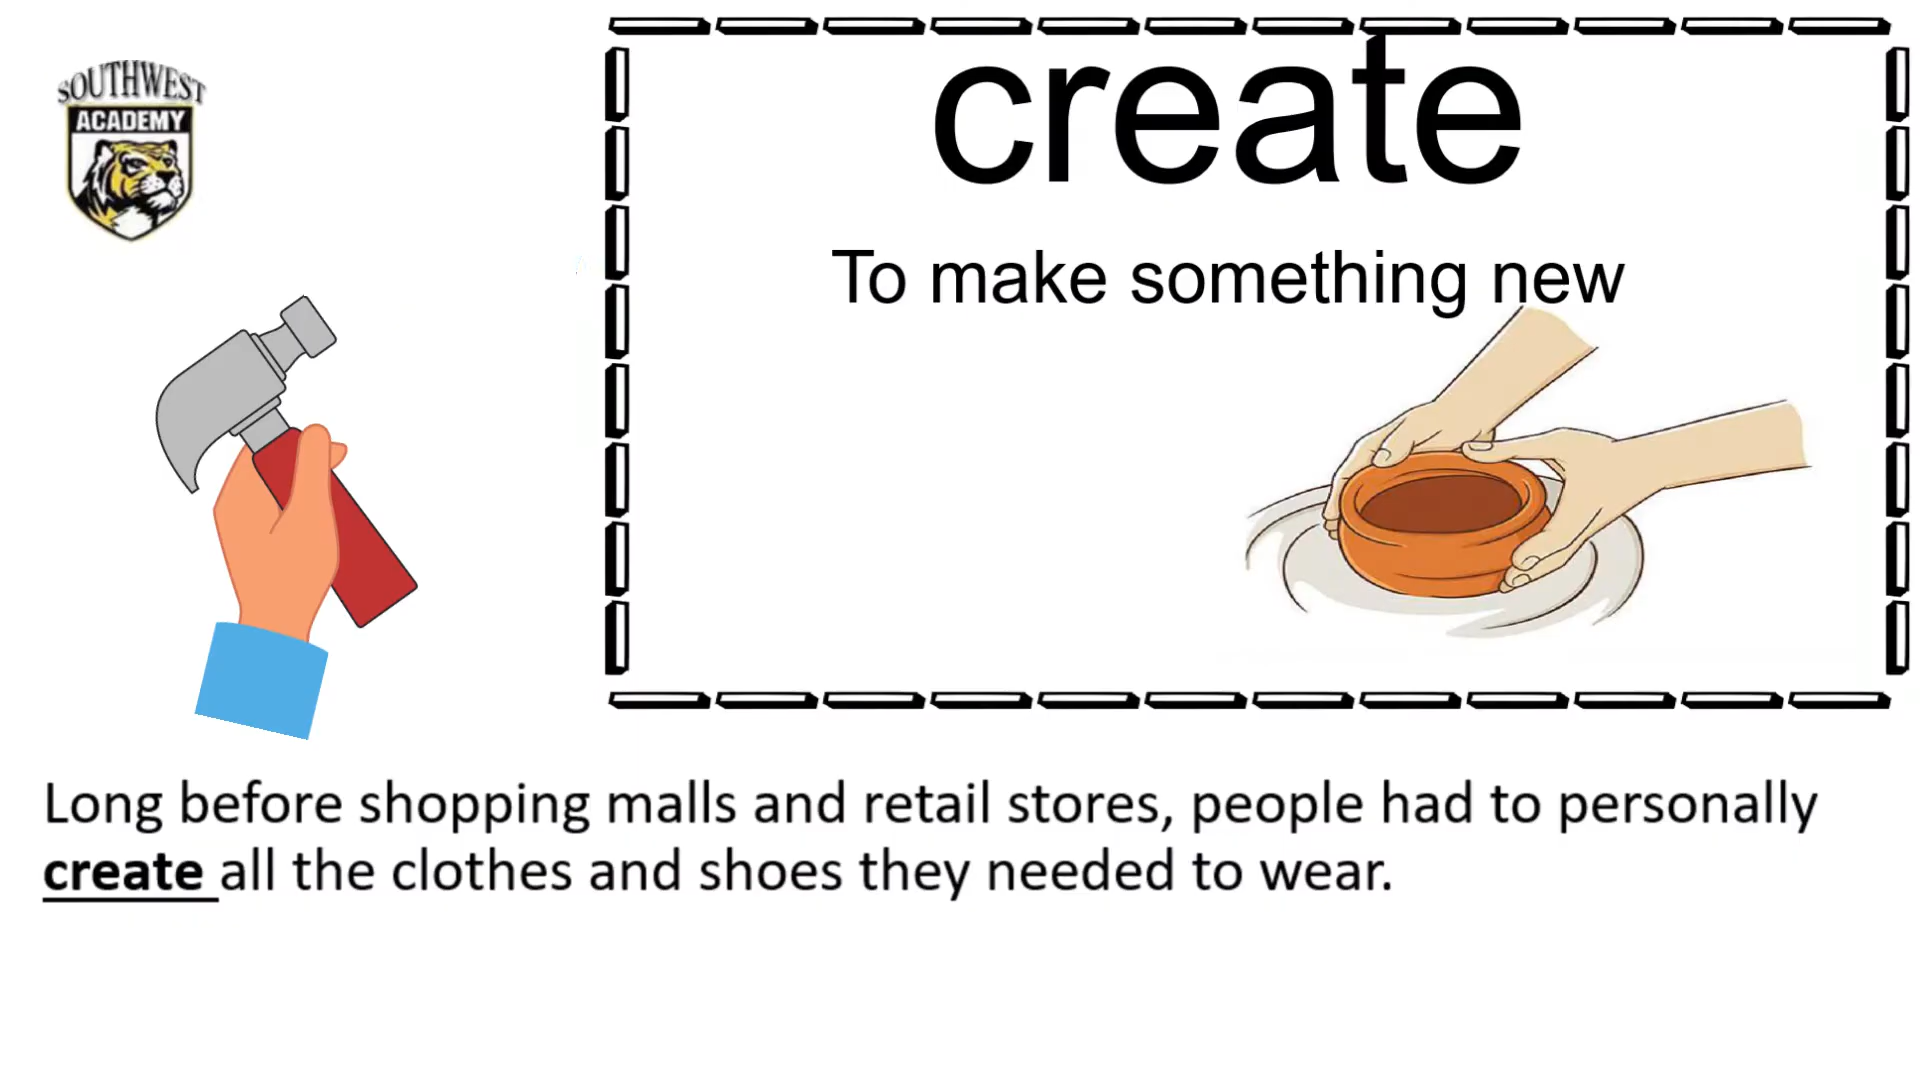 SOUTHWEST
ACADEMY
create
To make something new
Long before shopping malls and retail stores, people had to personally
create all the clothes and shoes they needed to wear.